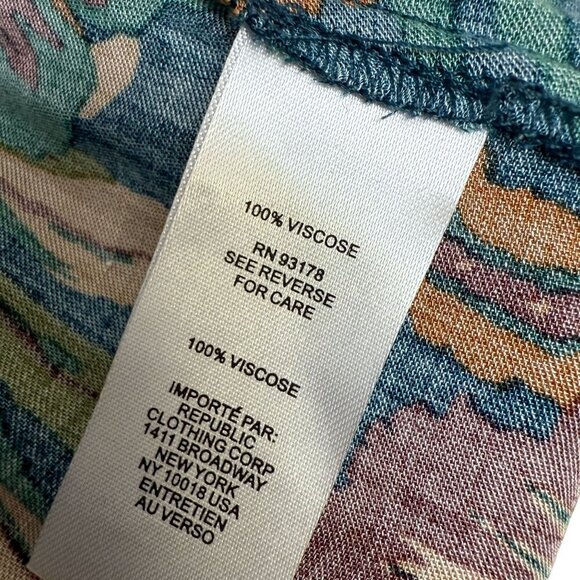 100% VISCOSE
RN 93178
SEE REVERSE
FOR CARE
100% VISCOSE
IMPORTÉ PAR:
REPUBLIC
CLOTHING CORP
1411 BROADWAY
NEW YORK
NY 10018 USA
ENTRETIEN
AU VERSO